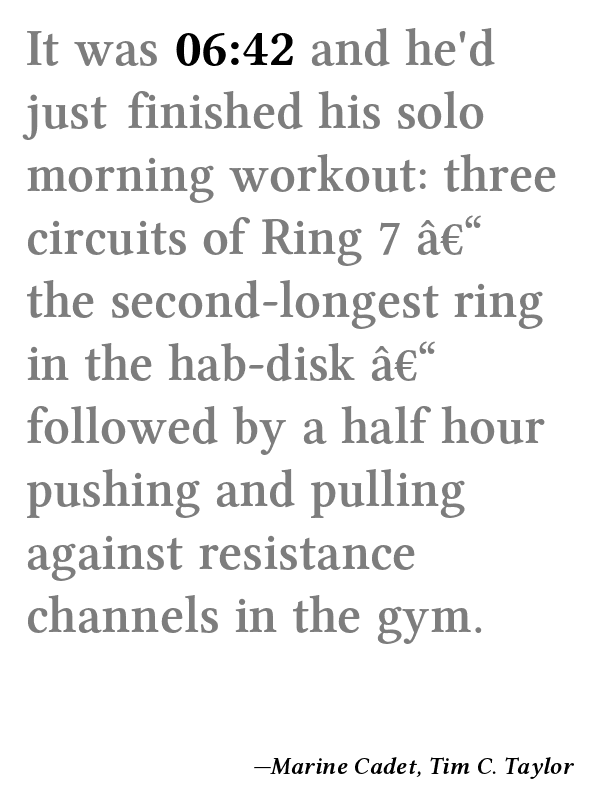 It was 06:42 and he'd
just finished his solo
morning workout: three
circuits of Ring 7 â€“
the second-longest ring
in the hab-disk â€“
followed by a half hour
pushing and pulling
against resistance
channels in the gym.
—Marine Cadet, Tim C. Taylor